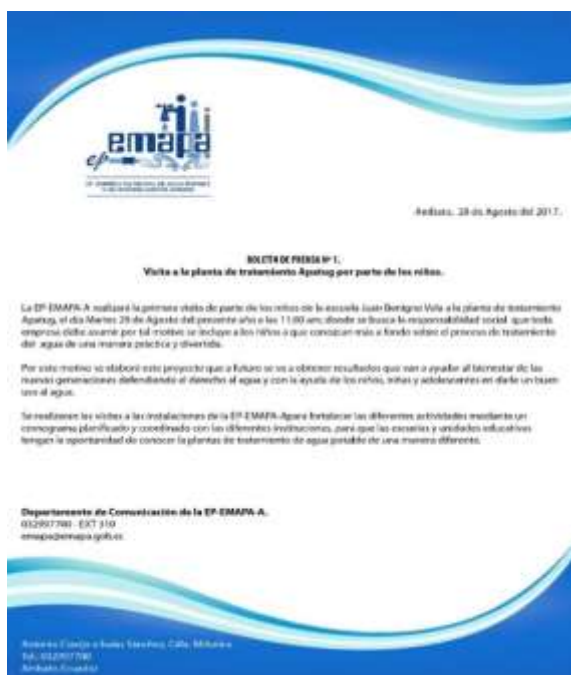 emapa
ep
Ambato, 28 de Agosto del 2017.
BOLETIN DE PRENSA Nº 1.
Visita a la planta de tratamiento Apatug por parte de los niños.
La EP-EMAPA-A realizará la primera visita de parte de los niños de la escuela Juan Benigno Vela a la planta de tratamiento
Apatug, el día Martes 29 de Agosto del presente año a las 11:00 am; donde se busca la responsabilidad social que toda
empresa debe asumir por tal motivo se incluye a los niños a que conozcan más a fondo sobre el proceso de tratamiento
del agua de una manera práctica y divertida.
Por este motivo se elaboró este proyecto que a futuro se va a obtener resultados que van a ayudar al bienestar de las
nuevas generaciones defendiendo el derecho al agua y con la ayuda de los niños, niñas y adolescentes en darle un buen
uso al agua.
Se realizaran las visitas a las instalaciones de la EP-EMAPA-Apara fortalecer las diferentes actividades mediante un
cronograma planificado y coordinado con las diferentes instituciones, para que las escuelas y unidades educativas
tengan la oportunidad de conocer la plantas de tratamiento de agua potable de una manera diferente.
Departamento de Comunicación de la EP-EMAPA-A.
032997700 - EXT 310
emapa@emapa.gob.ec
Antonio Clavijo e Isaías Sánchez, Cdla.
Tel.: 032997700
Ambato, Ecuador